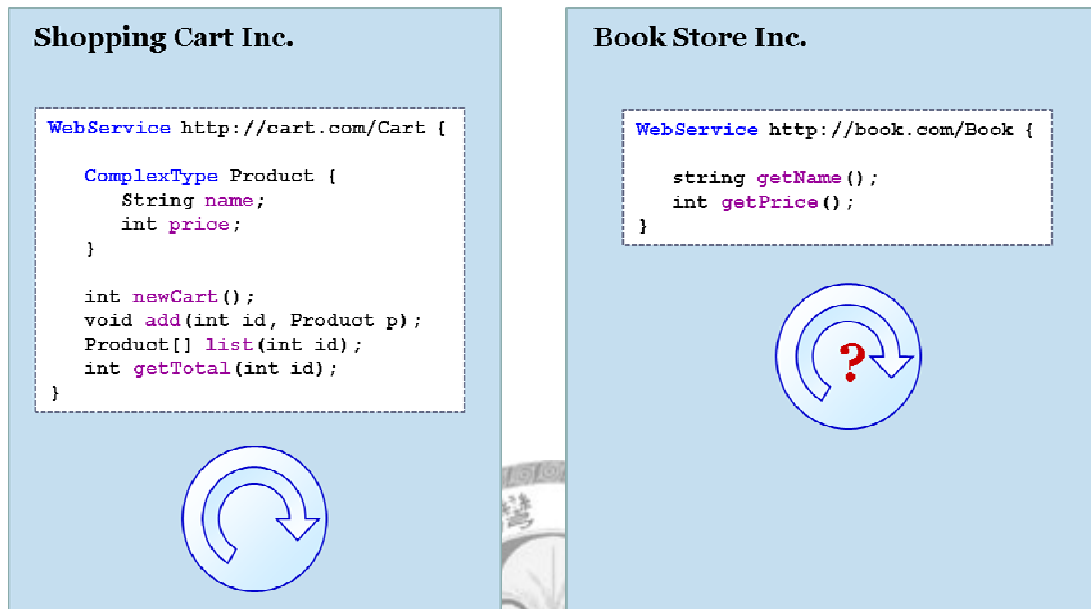 Shopping Cart Inc.
WebService http://cart.com/Cart {
ComplexType Product {
String name;
int price;
}
int newCart();
void add(int id, Product p);
Product[] list(int id);
int getTotal(int id);
}
Book Store Inc.
WebService http://book.com/Book {
string getName();
int getPrice();
}
?
灣